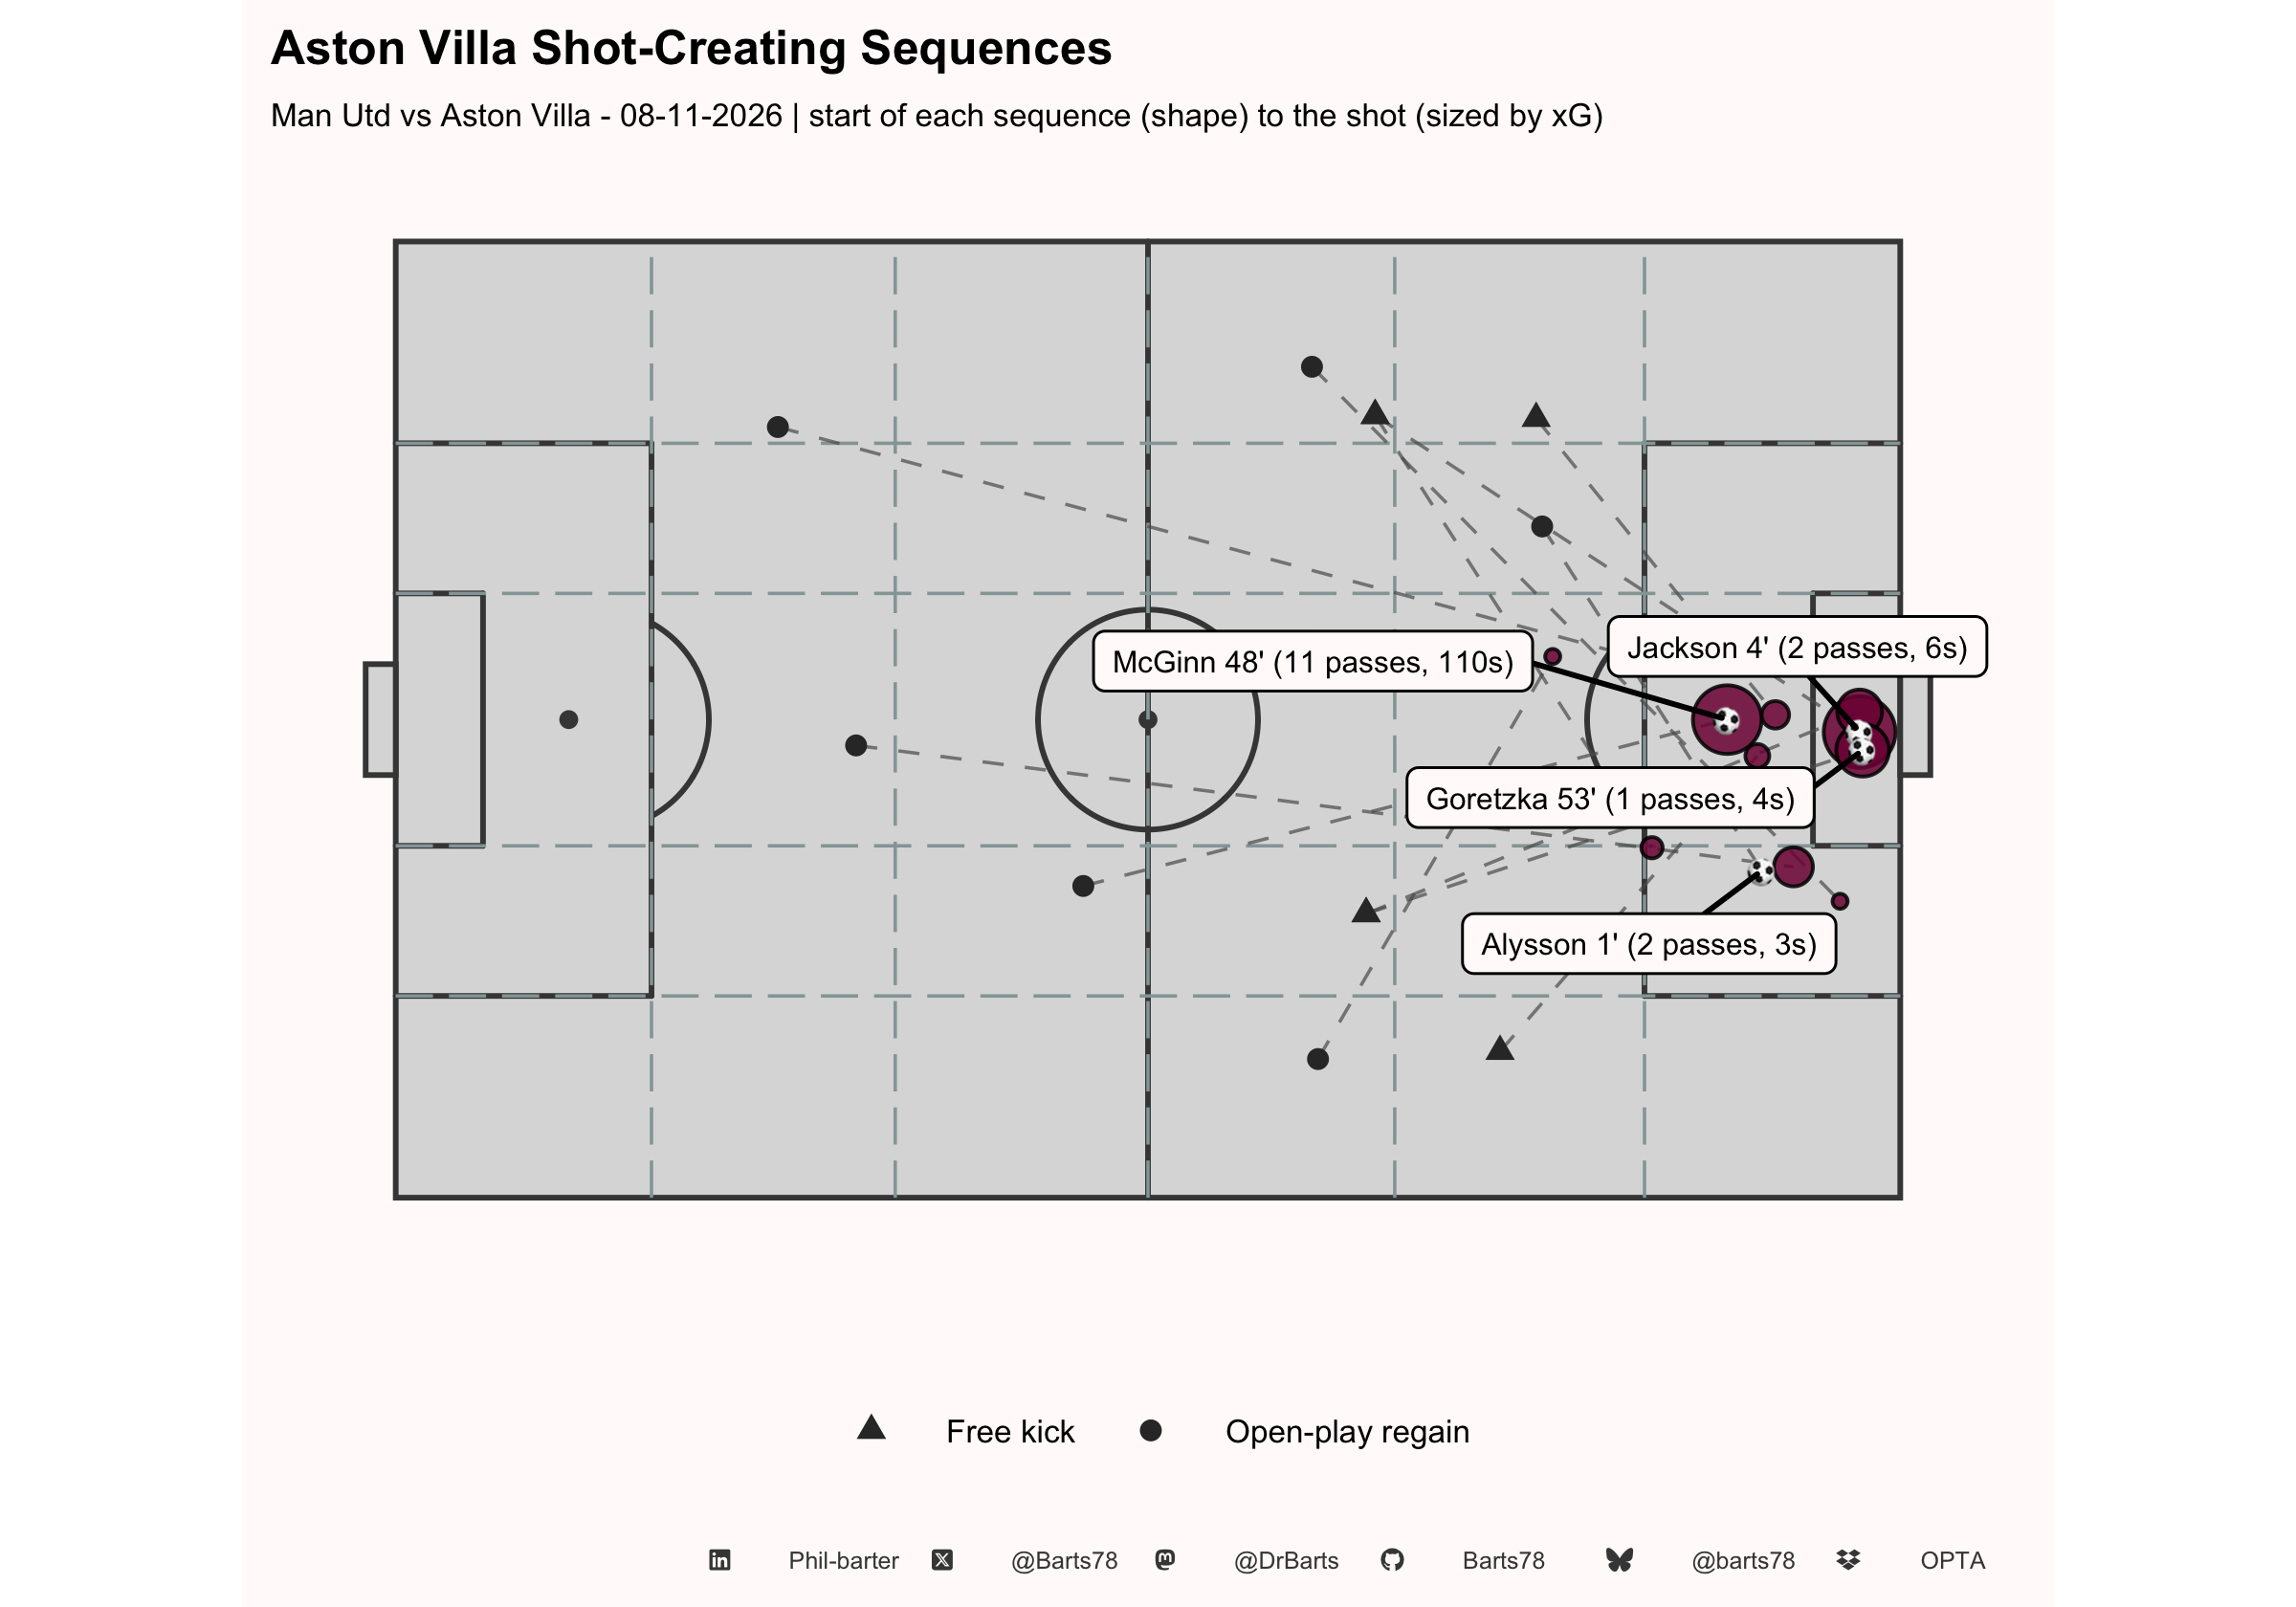 Aston Villa Shot-Creating Sequences
Man Utd vs Aston Villa - 08-11-2026 | start of each sequence (shape) to the shot (sized by xG)
McGinn 48' (11 passes, 110s)
Jackson 4' (2 passes, 6s)
Goretzka 53' (1 passes, 4s)
Alysson 1' (2 passes, 3s)
Free kick
Open-play regain
Phil-barter @Barts78 @DrBarts Barts78 @barts78 OPTA